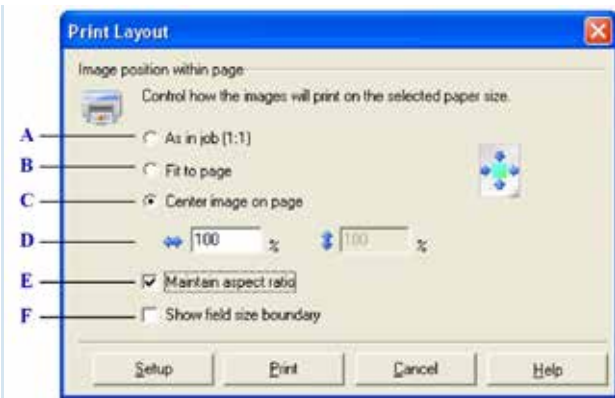 Print Layout
Image position within page
Control how the images will print on the selected paper size.
A
As in job (1:1)
B
Fit to page
C
Center image on page
D
100 % 100 %
E
Maintain aspect ratio
F
Show field size boundary
Setup Print Cancel Help